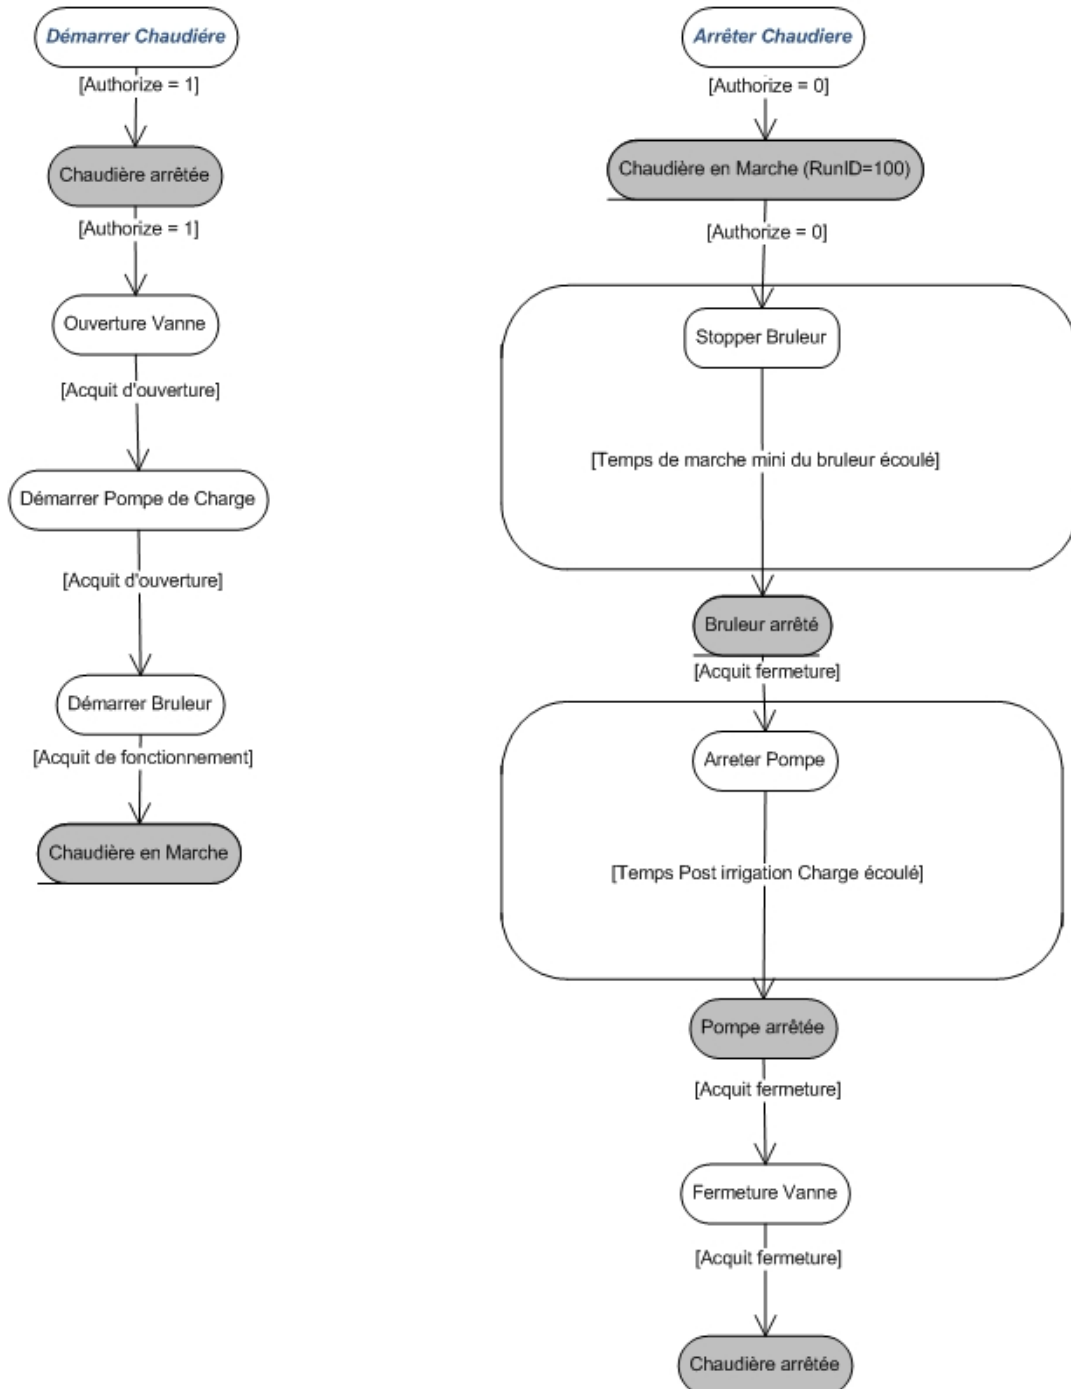 Démarrer Chaudiére
[Authorize = 1]
Chaudière arrêtée
[Authorize = 1]
Ouverture Vanne
[Acquit d'ouverture]
Démarrer Pompe de Charge
[Acquit d'ouverture]
Démarrer Bruleur
[Acquit de fonctionnement]
Chaudière en Marche
Arrêter Chaudiere
[Authorize = 0]
Chaudière en Marche (RunID=100)
[Authorize = 0]
Stopper Bruleur
[Temps de marche mini du bruleur écoulé]
Bruleur arrêté
[Acquit fermeture]
Arreter Pompe
[Temps Post irrigation Charge écoulé]
Pompe arrêtée
[Acquit fermeture]
Fermeture Vanne
[Acquit fermeture]
Chaudière arrêtée